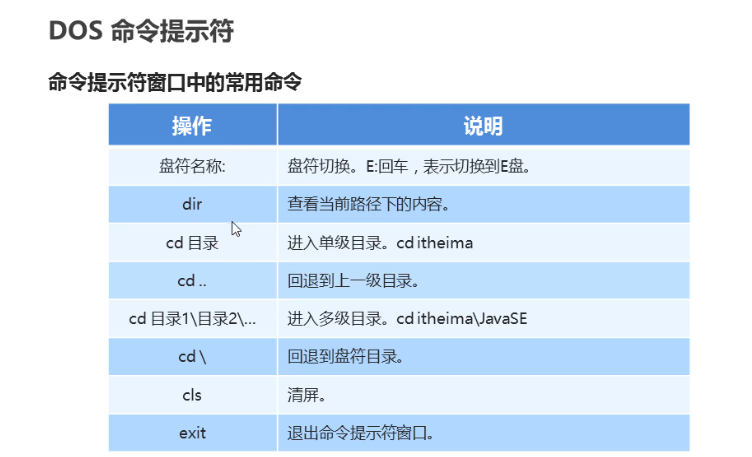 DOS 命令提示符
命令提示符窗口中的常用命令
操作 说明
盘符名称: 盘符切换。E:回车，表示切换到E盘。
dir 查看当前路径下的内容。
cd 目录 进入单级目录。cd itheima
cd .. 回退到上一级目录。
cd 目录1\目录2\... 进入多级目录。cd itheima\JavaSE
cd \ 回退到盘符目录。
cls 清屏。
exit 退出命令提示符窗口。